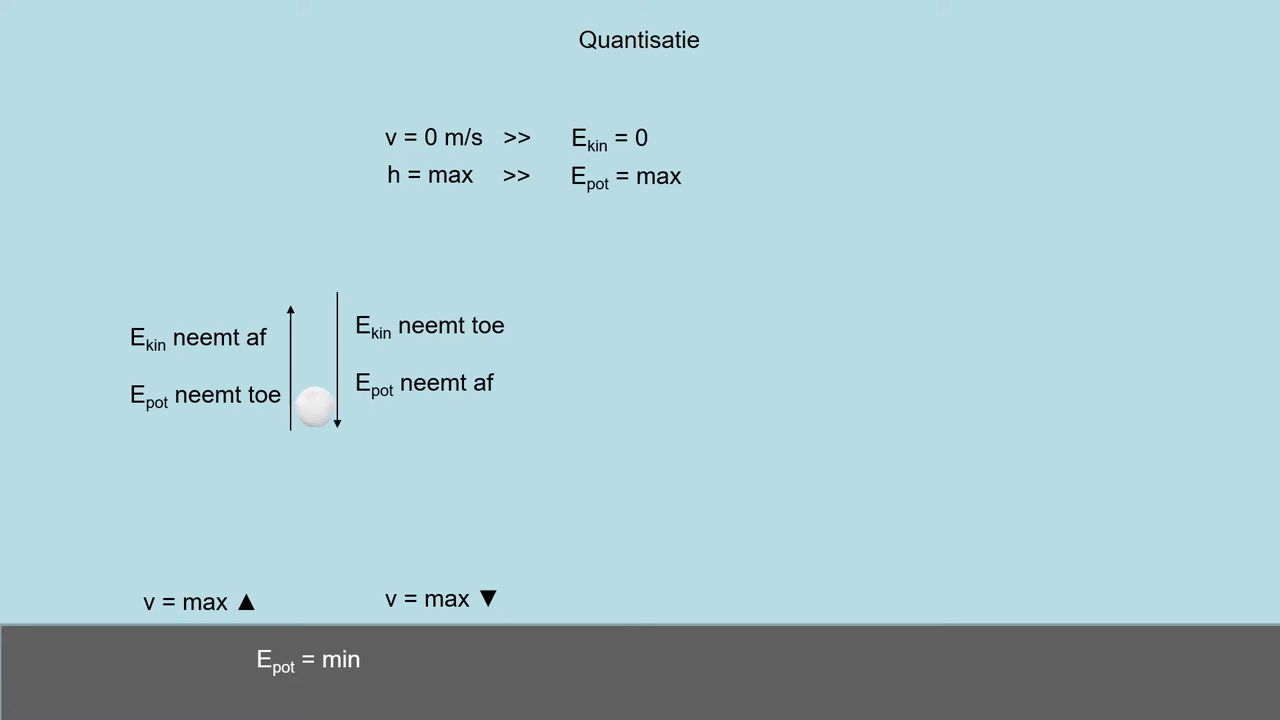 Quantisatie
v = 0 m/s >> Ekin = 0
h = max >> Epot = max
Ekin neemt af
Epot neemt toe
Ekin neemt toe
Epot neemt af
v = max ▲
v = max ▼
Epot = min